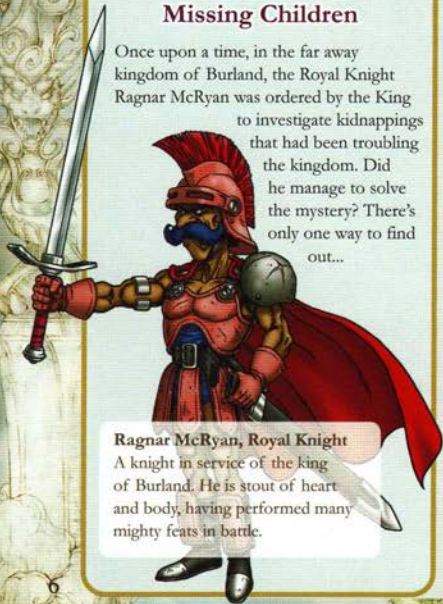 Missing Children
Once upon a time, in the far away
kingdom of Burland, the Royal Knight
Ragnar McRyan was ordered by the King
to investigate kidnappings
that had been troubling
the kingdom. Did
he manage to solve
the mystery? There's
only one way to find
out...
Ragnar McRyan, Royal Knight
A knight in service of the king
of Burland. He is stout of heart
and body, having performed many
mighty feats in battle.
6